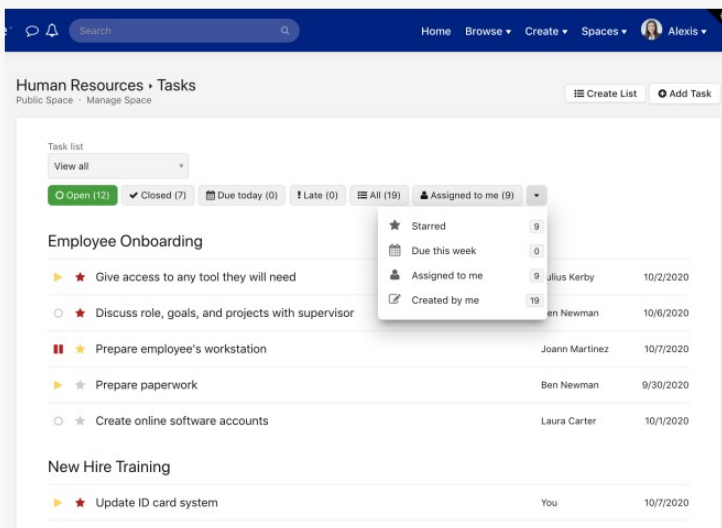 Search
Home Browse Create Spaces Alexis
Human Resources › Tasks
Public Space · Manage Space
Create List Add Task
Task list
View all
Open (12) Closed (7) Due today (0) Late (0) All (19) Assigned to me (9)
Starred 9
Due this week 0
Assigned to me 9
Created by me 19
Employee Onboarding
Give access to any tool they will need Kerby 10/2/2020
Discuss role, goals, and projects with supervisor Newman 10/6/2020
Prepare employee's workstation Joann Martinez 10/7/2020
Prepare paperwork Ben Newman 9/30/2020
Create online software accounts Laura Carter 10/1/2020
New Hire Training
Update ID card system You 10/7/2020